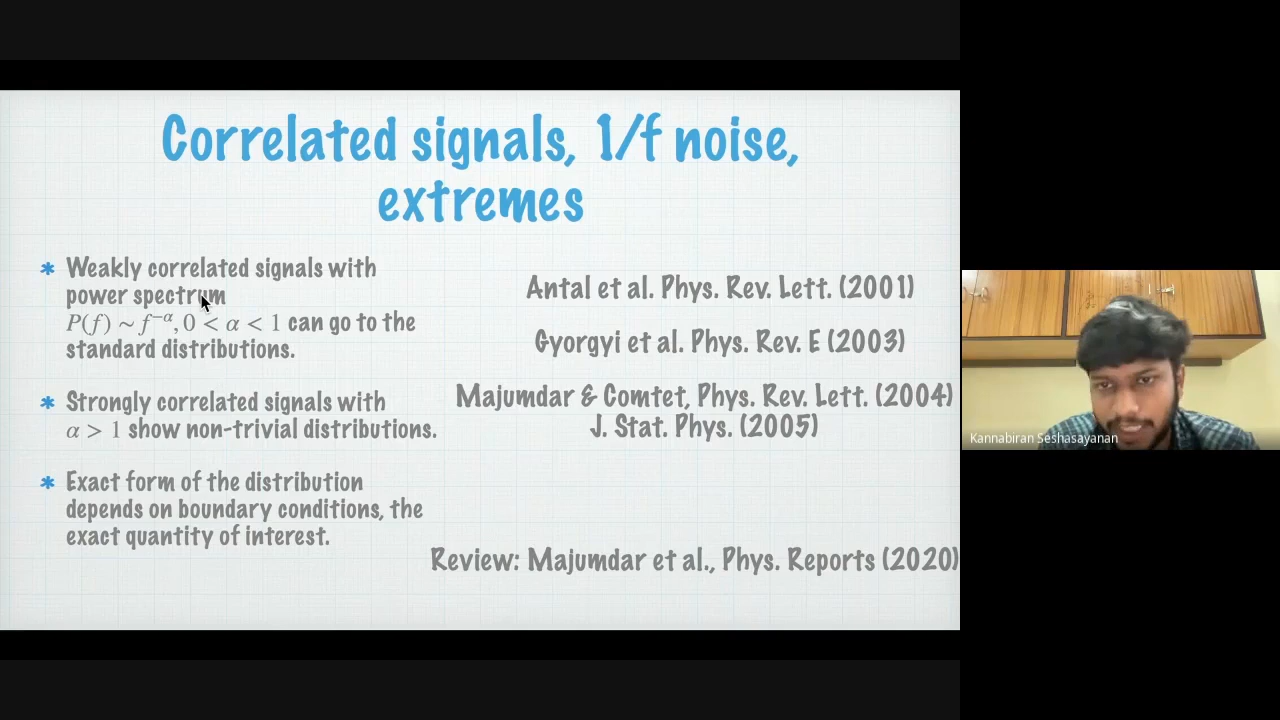 Correlated signals, 1/f noise,
extremes
* Weakly correlated signals with
power spectrum
P(f) ∼ f^{−α}, 0 < α < 1 can go to the
standard distributions.
* Strongly correlated signals with
α > 1 show non-trivial distributions.
* Exact form of the distribution
depends on boundary conditions, the
exact quantity of interest.
Antal et al. Phys. Rev. Lett. (2001)
Gyorgyi et al. Phys. Rev. E (2003)
Majumdar & Comtet, Phys. Rev. Lett. (2004)
J. Stat. Phys. (2005)
Review: Majumdar et al., Phys. Reports (2020)
Kannabiran Seshasayanan